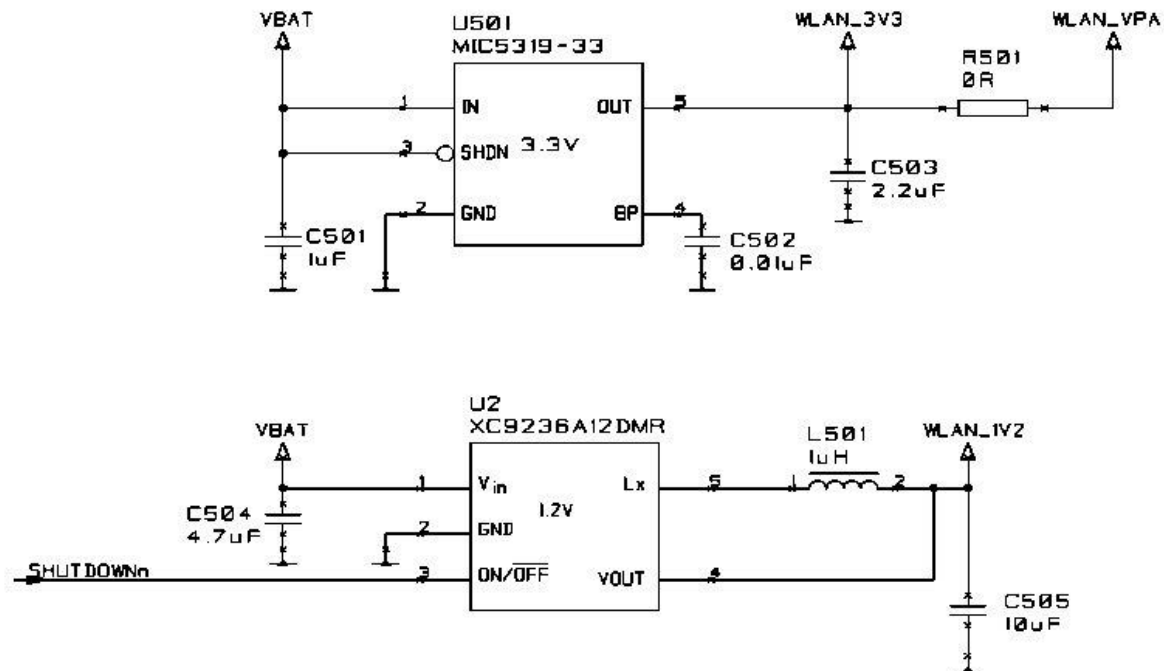 VBAT
U501
MIC5319-33
WLAN_3V3
WLAN_VPA
R501
0R
1
IN
OUT
5
3
SHDN
3.3V
C503
2.2uF
2
GND
BP
4
C501
1uF
C502
0.01uF
U2
XC9236A12DMR
VBAT
L501
1uH
WLAN_1V2
1
Vin
Lx
5
1
2
C504
4.7uF
1.2V
2
GND
SHUTDOWNn
3
ON/OFF
VOUT
4
C505
10uF